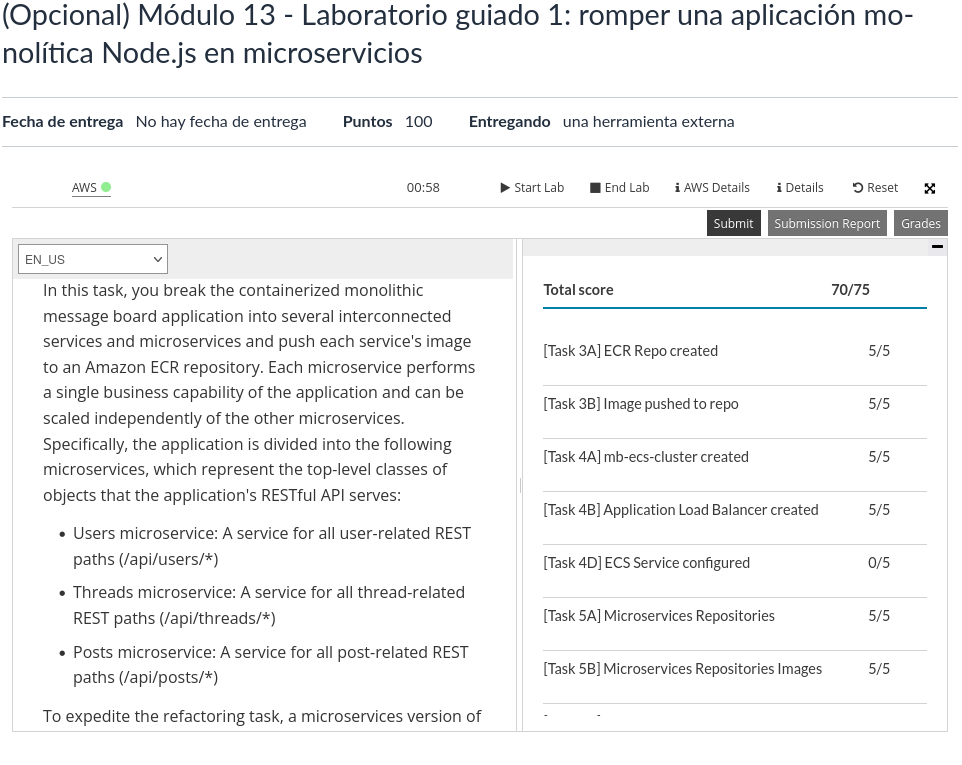 (Opcional) Módulo 13 - Laboratorio guiado 1: romper una aplicación mo-
nolítica Node.js en microservicios
Fecha de entrega No hay fecha de entrega Puntos 100 Entregando una herramienta externa
AWS 00:58 Start Lab End Lab AWS Details Details Reset
Submit Submission Report Grades
EN_US
In this task, you break the containerized monolithic
message board application into several interconnected
services and microservices and push each service's image
to an Amazon ECR repository. Each microservice performs
a single business capability of the application and can be
scaled independently of the other microservices.
Specifically, the application is divided into the following
microservices, which represent the top-level classes of
objects that the application's RESTful API serves:
• Users microservice: A service for all user-related REST
paths (/api/users/*)
• Threads microservice: A service for all thread-related
REST paths (/api/threads/*)
• Posts microservice: A service for all post-related REST
paths (/api/posts/*)
To expedite the refactoring task, a microservices version of
Total score 70/75
[Task 3A] ECR Repo created 5/5
[Task 3B] Image pushed to repo 5/5
[Task 4A] mb-ecs-cluster created 5/5
[Task 4B] Application Load Balancer created 5/5
[Task 4D] ECS Service configured 0/5
[Task 5A] Microservices Repositories 5/5
[Task 5B] Microservices Repositories Images 5/5